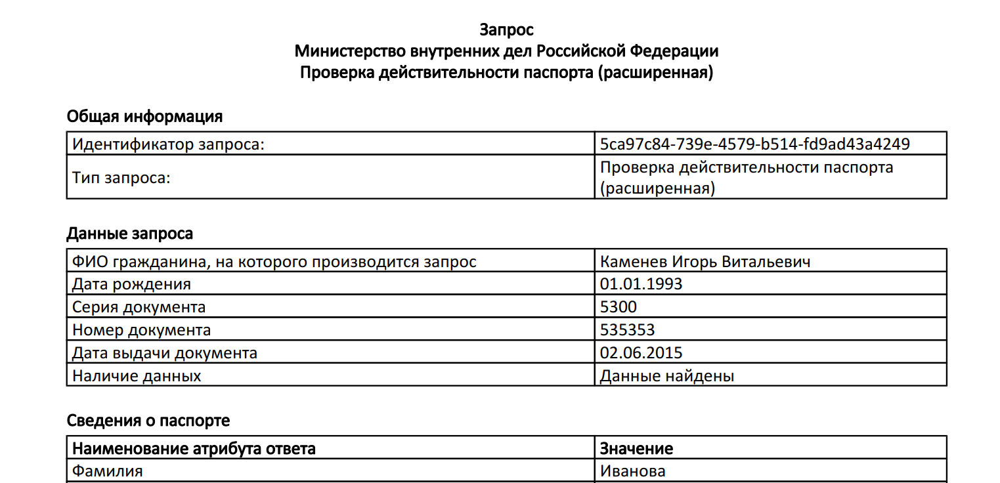 Запрос
Министерство внутренних дел Российской Федерации
Проверка действительности паспорта (расширенная)
Общая информация
Идентификатор запроса: 5ca97c84-739e-4579-b514-fd9ad43a4249
Тип запроса: Проверка действительности паспорта
(расширенная)
Данные запроса
ФИО гражданина, на которого производится запрос Каменев Игорь Витальевич
Дата рождения 01.01.1993
Серия документа 5300
Номер документа 535353
Дата выдачи документа 02.06.2015
Наличие данных Данные найдены
Сведения о паспорте
Наименование атрибута ответа Значение
Фамилия Иванова